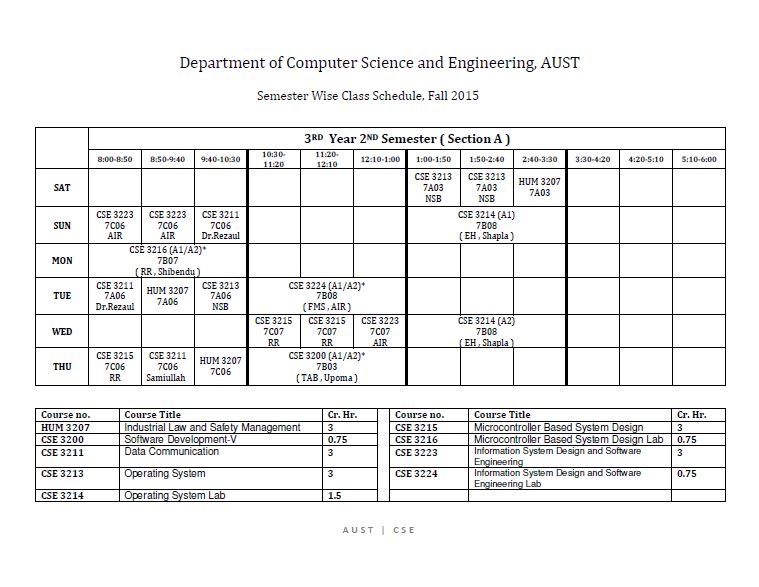 Department of Computer Science and Engineering, AUST
Semester Wise Class Schedule, Fall 2015
3RD Year 2ND Semester ( Section A )
8:00-8:50 8:50-9:40 9:40-10:30 10:30-11:20 11:20-12:10 12:10-1:00 1:00-1:50 1:50-2:40 2:40-3:30 3:30-4:20 4:20-5:10 5:10-6:00
SAT
CSE 3213 7A03 NSB
CSE 3213 7A03 NSB
HUM 3207 7A03
SUN
CSE 3223 7C06 AIR
CSE 3223 7C06 AIR
CSE 3211 7C06 Dr.Rezaul
CSE 3214 (A1) 7B08 ( EH , Shapla )
MON
CSE 3216 (A1/A2)* 7B07 ( RR , Shibendu )
TUE
CSE 3211 7A06 Dr.Rezaul
HUM 3207 7A06
CSE 3213 7A06 NSB
CSE 3224 (A1/A2)* 7B08 ( FMS , AIR )
WED
CSE 3215 7C07 RR
CSE 3215 7C07 RR
CSE 3223 7C07 AIR
CSE 3214 (A2) 7B08 ( EH , Shapla )
THU
CSE 3215 7C06 RR
CSE 3211 7C06 Samiullah
HUM 3207 7C06
CSE 3200 (A1/A2)* 7B03 ( TAB , Upoma )
Course no. Course Title Cr. Hr.
HUM 3207 Industrial Law and Safety Management 3
CSE 3200 Software Development-V 0.75
CSE 3211 Data Communication 3
CSE 3213 Operating System 3
CSE 3214 Operating System Lab 1.5
Course no. Course Title Cr. Hr.
CSE 3215 Microcontroller Based System Design 3
CSE 3216 Microcontroller Based System Design Lab 0.75
CSE 3223 Information System Design and Software Engineering 3
CSE 3224 Information System Design and Software Engineering Lab 0.75
AUST | CSE